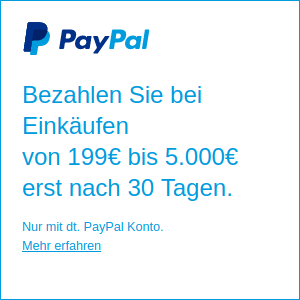 PayPal
Bezahlen Sie bei
Einkäufen
von 199€ bis 5.000€
erst nach 30 Tagen.
Nur mit dt. PayPal Konto.
Mehr erfahren